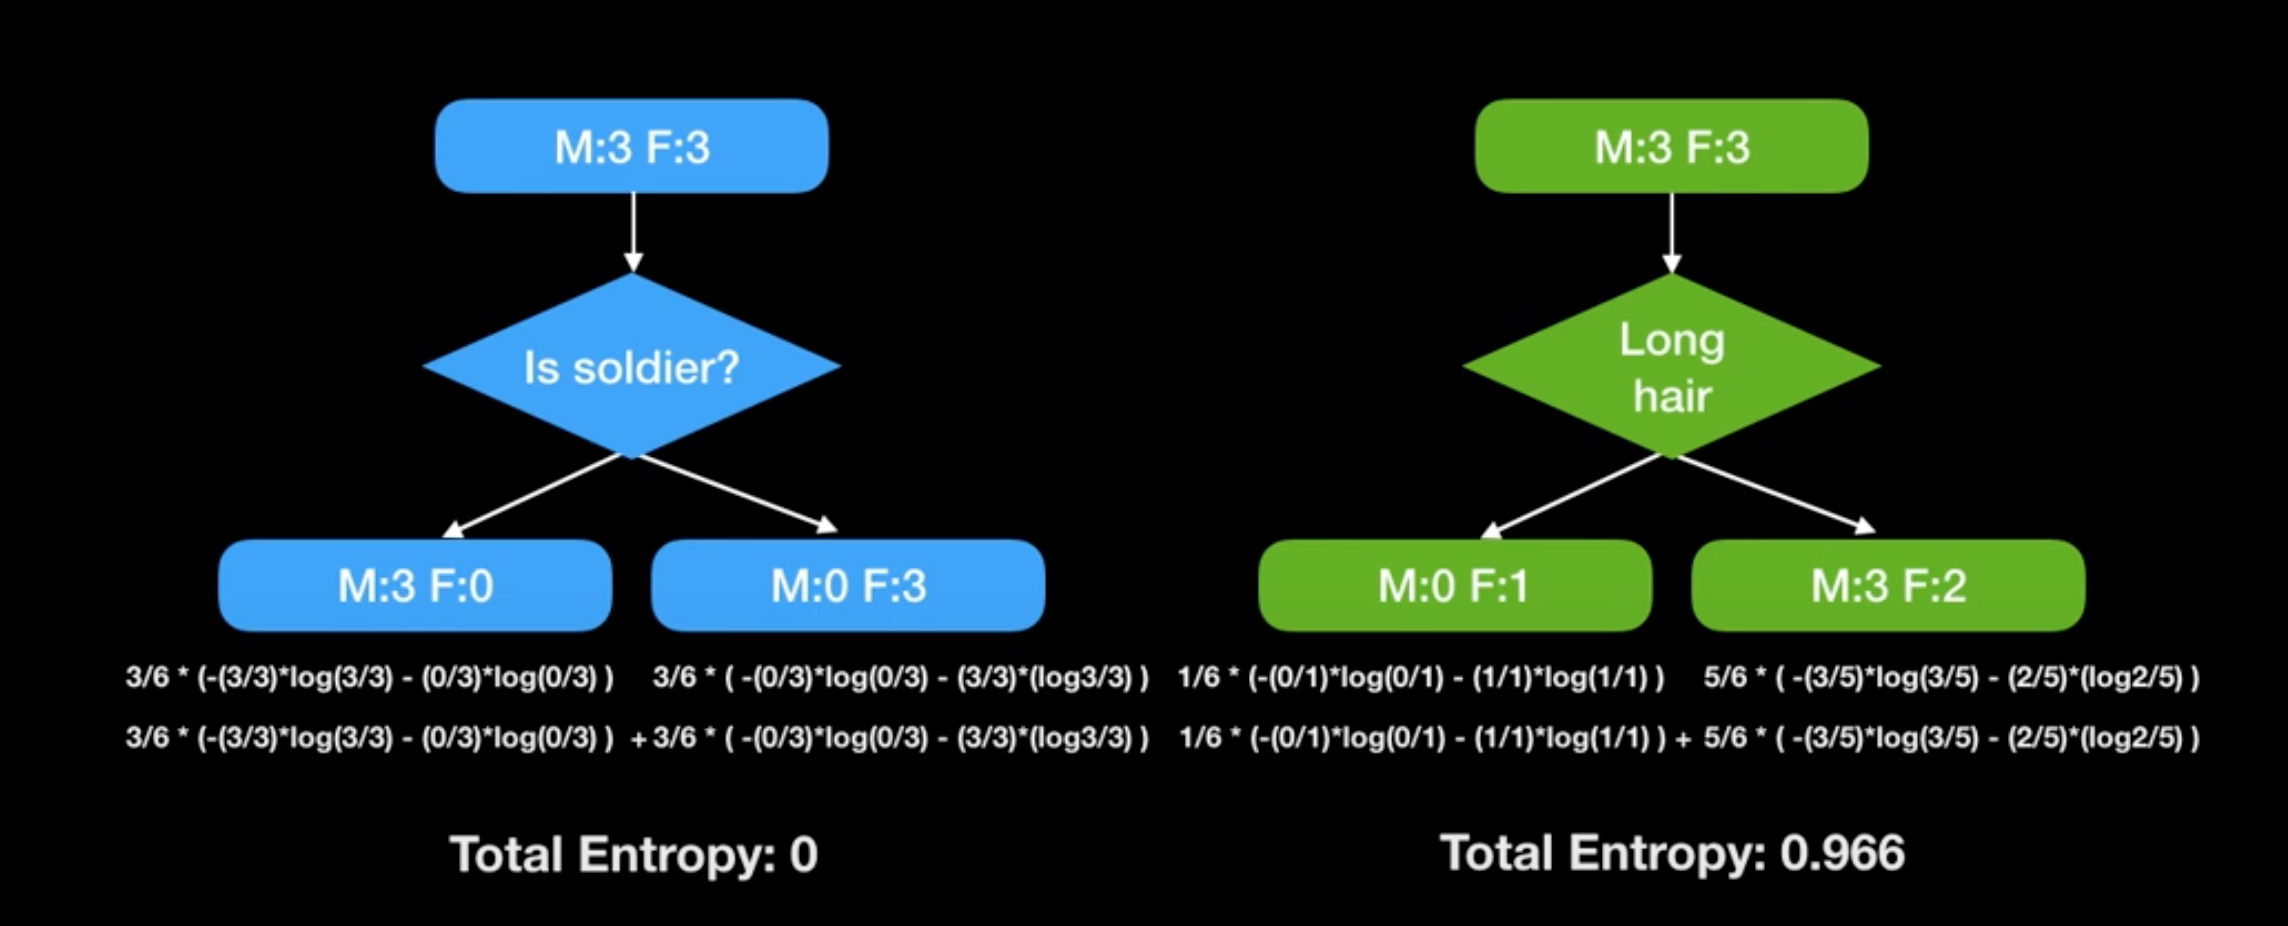 M:3 F:3
Is soldier?
M:3 F:0
M:0 F:3
3/6 * (-(3/3)*log(3/3) - (0/3)*log(0/3) )
3/6 * ( -(0/3)*log(0/3) - (3/3)*(log3/3) )
3/6 * (-(3/3)*log(3/3) - (0/3)*log(0/3) ) + 3/6 * ( -(0/3)*log(0/3) - (3/3)*(log3/3) )
Total Entropy: 0
M:3 F:3
Long
hair
M:0 F:1
M:3 F:2
1/6 * (-(0/1)*log(0/1) - (1/1)*log(1/1) )
5/6 * ( -(3/5)*log(3/5) - (2/5)*(log2/5) )
1/6 * (-(0/1)*log(0/1) - (1/1)*log(1/1) ) + 5/6 * ( -(3/5)*log(3/5) - (2/5)*(log2/5) )
Total Entropy: 0.966